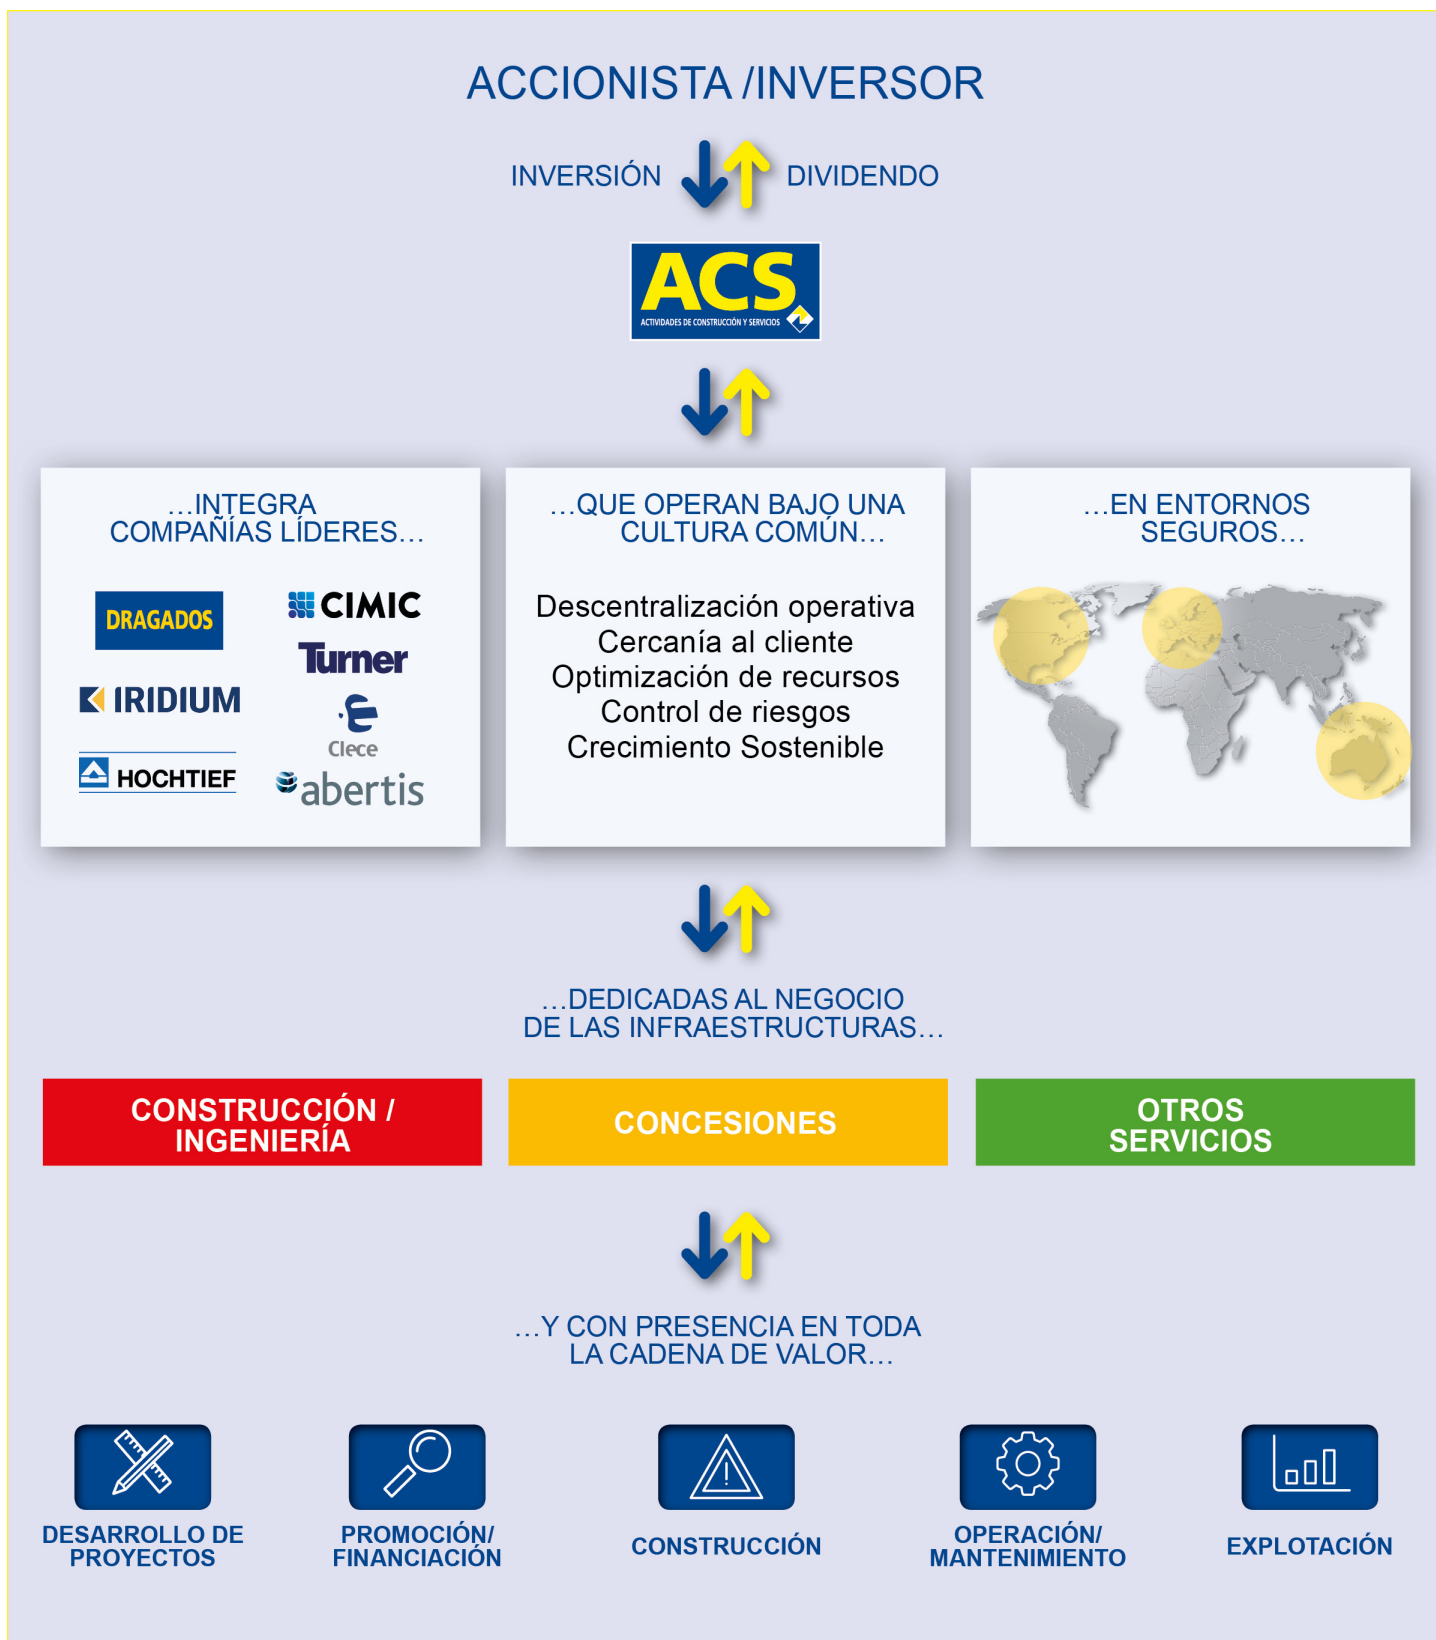 ACCIONISTA /INVERSOR
INVERSIÓN
DIVIDENDO
ACS
ACTIVIDADES DE CONSTRUCCIÓN Y SERVICIOS
...INTEGRA
COMPAÑÍAS LÍDERES...
DRAGADOS
CIMIC
Turner
IRIDIUM
Clece
HOCHTIEF
abertis
...QUE OPERAN BAJO UNA
CULTURA COMÚN...
Descentralización operativa
Cercanía al cliente
Optimización de recursos
Control de riesgos
Crecimiento Sostenible
...EN ENTORNOS
SEGUROS...
...DEDICADAS AL NEGOCIO
DE LAS INFRAESTRUCTURAS...
CONSTRUCCIÓN /
INGENIERÍA
CONCESIONES
OTROS
SERVICIOS
...Y CON PRESENCIA EN TODA
LA CADENA DE VALOR...
DESARROLLO DE
PROYECTOS
PROMOCIÓN/
FINANCIACIÓN
CONSTRUCCIÓN
OPERACIÓN/
MANTENIMIENTO
EXPLOTACIÓN